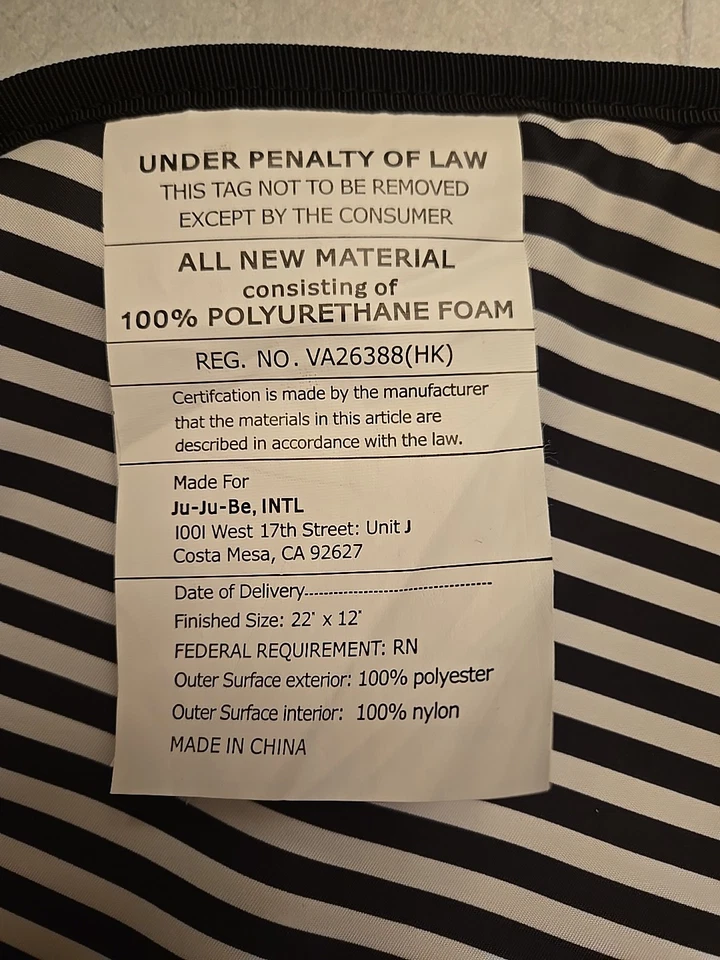 UNDER PENALTY OF LAW
THIS TAG NOT TO BE REMOVED
EXCEPT BY THE CONSUMER
ALL NEW MATERIAL
consisting of
100% POLYURETHANE FOAM
REG. NO. VA26388(HK)
Certifcation is made by the manufacturer
that the materials in this article are
described in accordance with the law.
Made For
Ju-Ju-Be, INTL
1001 West 17th Street: Unit J
Costa Mesa, CA 92627
Date of Delivery--------------------------------
Finished Size: 22" x 12"
FEDERAL REQUIREMENT: RN
Outer Surface exterior: 100% polyester
Outer Surface interior: 100% nylon
MADE IN CHINA